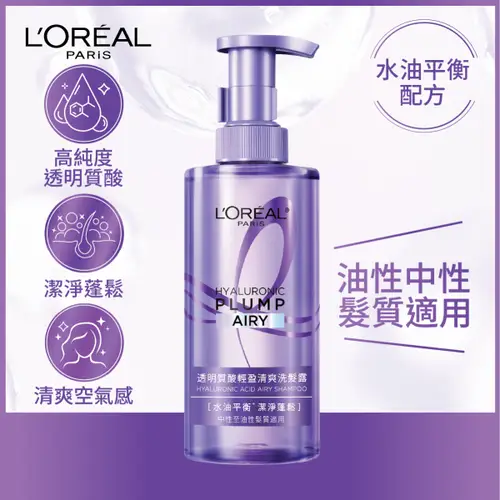 L'ORÉAL
PARIS
高純度
透明質酸
潔淨蓬鬆
清爽空氣感
L'ORÉAL®
PARIS
HYALURONIC
PLUMP
AIRY
透明質酸輕盈清爽洗髮露
HYALURONIC ACID AIRY SHAMPOO
[水油平衡*潔淨蓬鬆]
中性至油性髮質適用
水油平衡
配方
油性中性
髮質適用